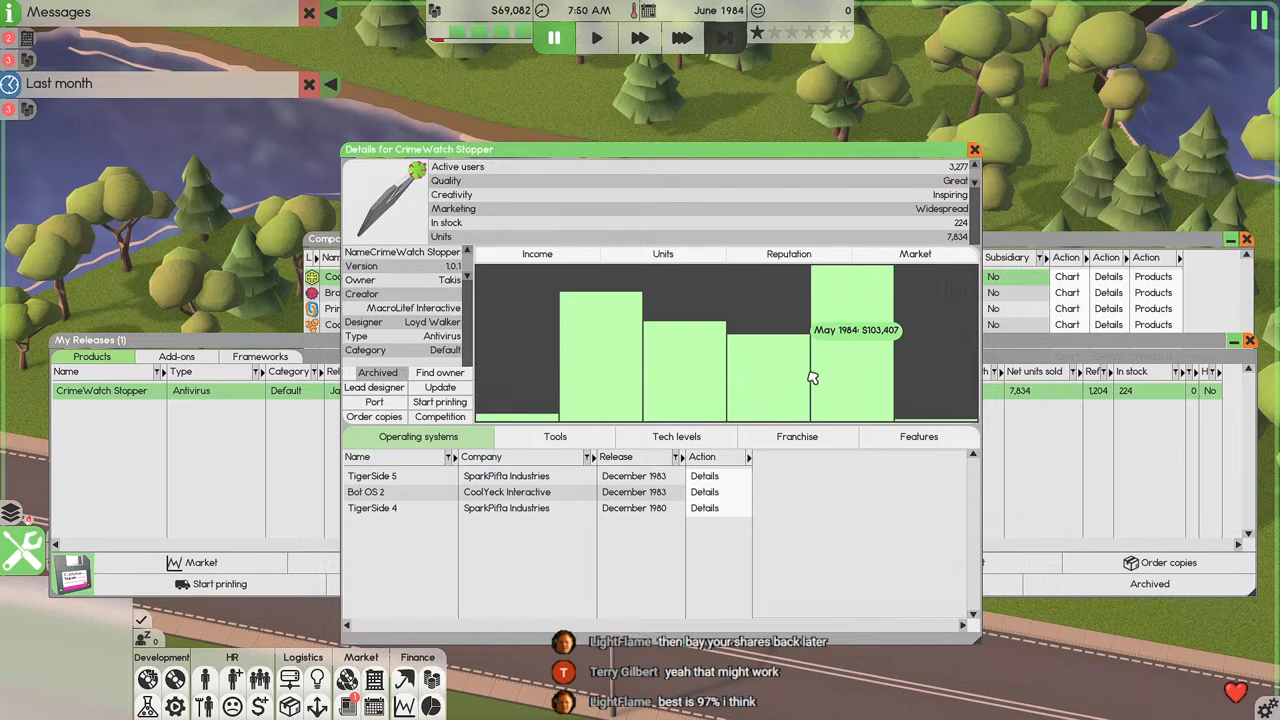 Messages
$69,082
7:50 AM
June 1984
0
2
3
Last month
3
Details for CrimeWatch Stopper
Active users 3,277
Quality Great
Creativity Inspiring
Marketing Widespread
In stock 224
Units 7,834
NameCrimeWatch Stopper
Version 1.0.1
Owner Takis
Creator
MacroLitef Interactive
Designer Loyd Walker
Type Antivirus
Category Default
Archived Find owner
Lead designer Update
Port Start printing
Order copies Competition
Income Units Reputation Market
May 1984: $103,407
Operating systems Tools Tech levels Franchise Features
Name Company Release Action
TigerSide 5 SparkPifta Industries December 1983 Details
Bot OS 2 CoolYeck Interactive December 1983 Details
TigerSide 4 SparkPifta Industries December 1980 Details
Subsidiary Action Action Action
No Chart Details Products
No Chart Details Products
No Chart Details Products
No Chart Details Products
My Releases (1)
Products Add-ons Frameworks
Name Type Category
Net units sold In stock
CrimeWatch Stopper Antivirus Default
7,834 1,204 224 0 No
Market
Order copies
Start printing
Archived
4
0
Development HR Logistics Market Finance
1
LightFlame then bay your shares back later
T Terry Gilbert yeah that might work
LightFlame best is 97% i think